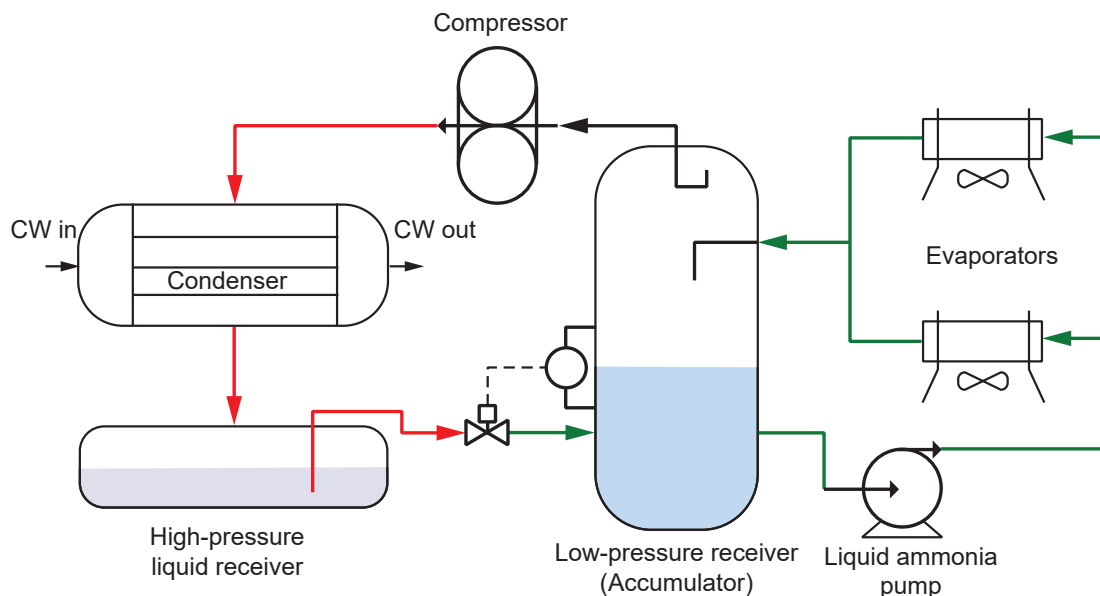 Compressor
CW in
CW out
Condenser
Evaporators
High-pressure
liquid receiver
Low-pressure receiver
(Accumulator)
Liquid ammonia
pump